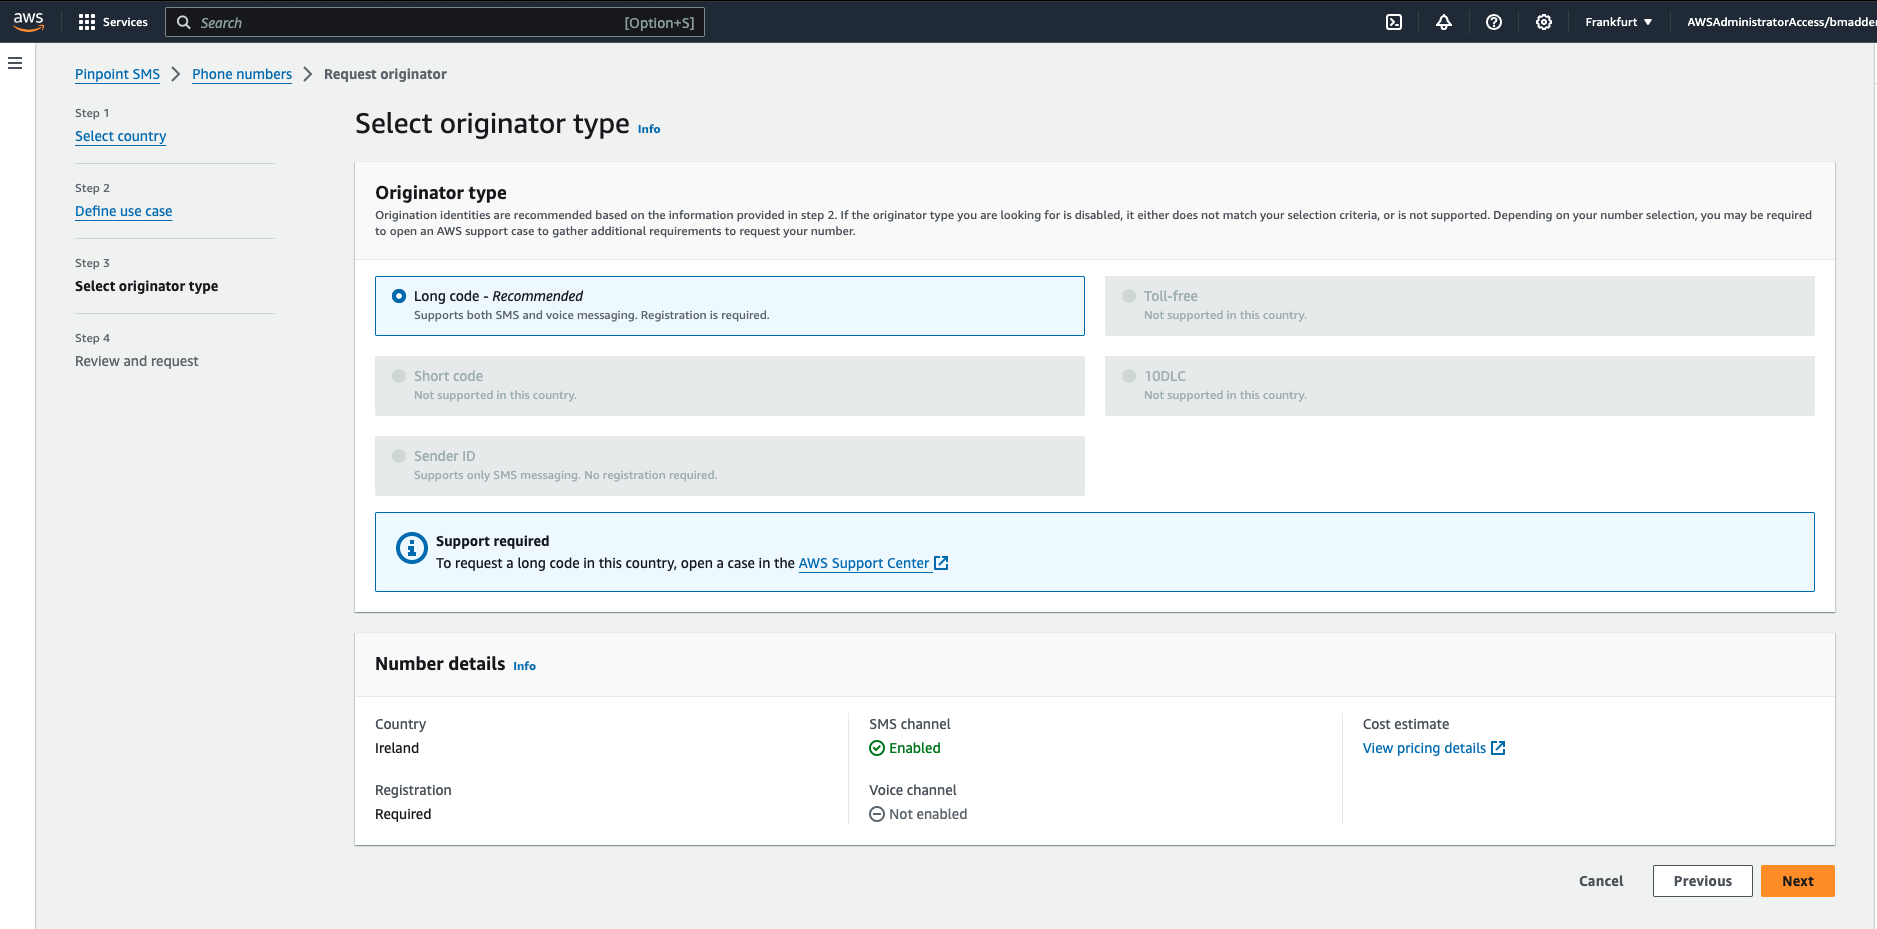 aws
Services
Search
[Option+S]
Frankfurt
AWSAdministratorAccess/bmadden
Pinpoint SMS
Phone numbers
Request originator
Step 1
Select country
Step 2
Define use case
Step 3
Select originator type
Step 4
Review and request
Select originator type Info
Originator type
Origination identities are recommended based on the information provided in step 2. If the originator type you are looking for is disabled, it either does not match your selection criteria, or is not supported. Depending on your number selection, you may be required
to open an AWS support case to gather additional requirements to request your number.
Long code - Recommended
Supports both SMS and voice messaging. Registration is required.
Toll-free
Not supported in this country.
Short code
Not supported in this country.
10DLC
Not supported in this country.
Sender ID
Supports only SMS messaging. No registration required.
Support required
To request a long code in this country, open a case in the AWS Support Center
Number details Info
Country
Ireland
Registration
Required
SMS channel
Enabled
Voice channel
Not enabled
Cost estimate
View pricing details
Cancel
Previous
Next